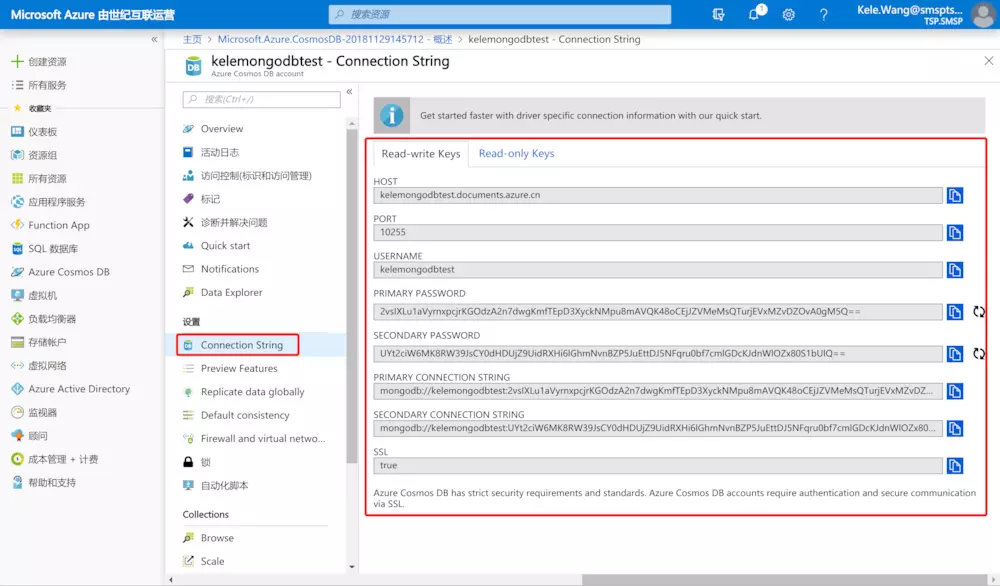 Microsoft Azure 由世纪互联运营
搜索资源
1
Kele.Wang@smspts...
TSP.SMSP
主页 > Microsoft.Azure.CosmosDB-20181129145712 - 概述 > kelemongodbtest - Connection String
kelemongodbtest - Connection String
Azure Cosmos DB account
创建资源
所有服务
收藏夹
仪表板
资源组
所有资源
应用程序服务
Function App
SQL 数据库
Azure Cosmos DB
虚拟机
负载均衡器
存储帐户
虚拟网络
Azure Active Directory
监视器
顾问
成本管理 + 计费
帮助和支持
搜索(Ctrl+/)
Overview
活动日志
访问控制(标识和访问管理)
标记
诊断并解决问题
Quick start
Notifications
Data Explorer
设置
Connection String
Preview Features
Replicate data globally
Default consistency
Firewall and virtual netwo...
锁
自动化脚本
Collections
Browse
Scale
Get started faster with driver specific connection information with our quick start.
Read-write Keys
Read-only Keys
HOST
kelemongodbtest.documents.azure.cn
PORT
10255
USERNAME
kelemongodbtest
PRIMARY PASSWORD
SECONDARY PASSWORD
PRIMARY CONNECTION STRING
SECONDARY CONNECTION STRING
SSL
true
Azure Cosmos DB has strict security requirements and standards. Azure Cosmos DB accounts require authentication and secure communication
via SSL.